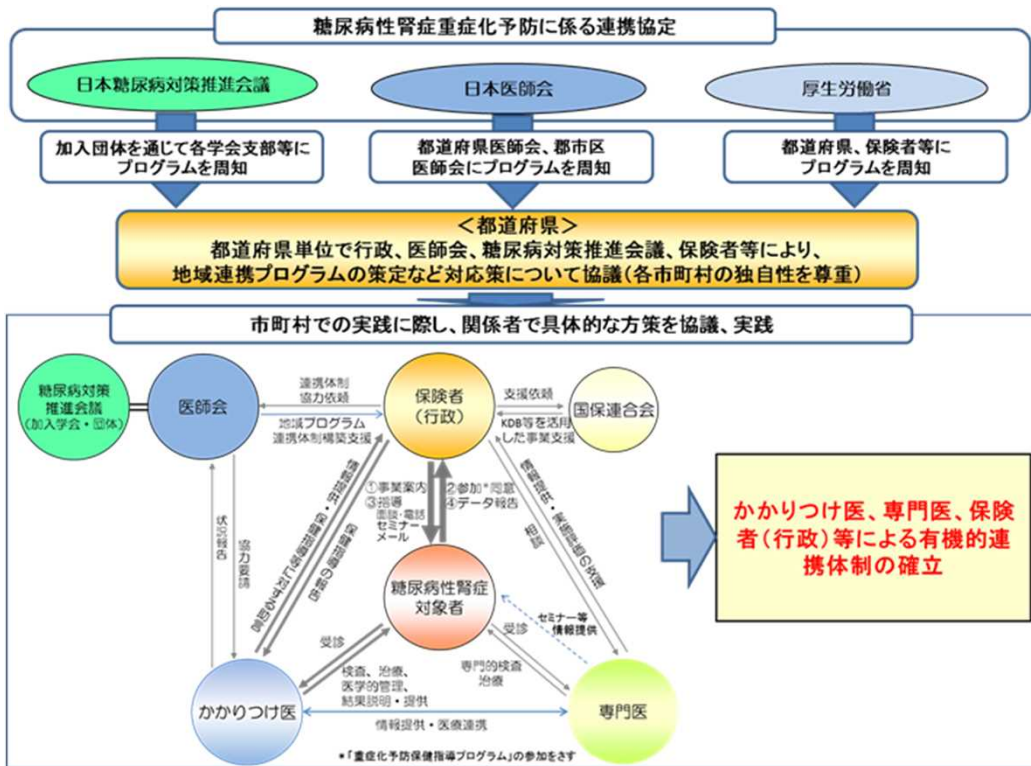 糖尿病性腎症重症化予防に係る連携協定
日本糖尿病対策推進会議
日本医師会
厚生労働省
加入団体を通じて各学会支部等に
プログラムを周知
都道府県医師会、郡市区
医師会にプログラムを周知
都道府県、保険者等に
プログラムを周知
＜都道府県＞
都道府県単位で行政、医師会、糖尿病対策推進会議、保険者等により、
地域連携プログラムの策定など対応策について協議(各市町村の独自性を尊重)
市町村での実践に際し、関係者で具体的な方策を協議、実践
糖尿病対策
推進会議
(加入学会・団体)
医師会
連携体制
協力依頼
地域プログラム
連携体制構築支援
保険者
(行政)
支援依頼
KDB等を活用
した事業支援
国保連合会
状況報告
協力要請
情報提供・保健指導等に対する助言
保健指導の報告
①事業案内
③指導
面談・電話
セミナー
メール
②参加*同意
④データ報告
相談
糖尿病性腎症
対象者
セミナー等
情報提供
受診
検査、治療、
医学的管理、
結果説明・提供
受診
専門的検査
治療
かかりつけ医
情報提供・医療連携
専門医
*「重症化予防保健指導プログラム」の参加をさす
かかりつけ医、専門医、保険
者(行政)等による有機的連
携体制の確立